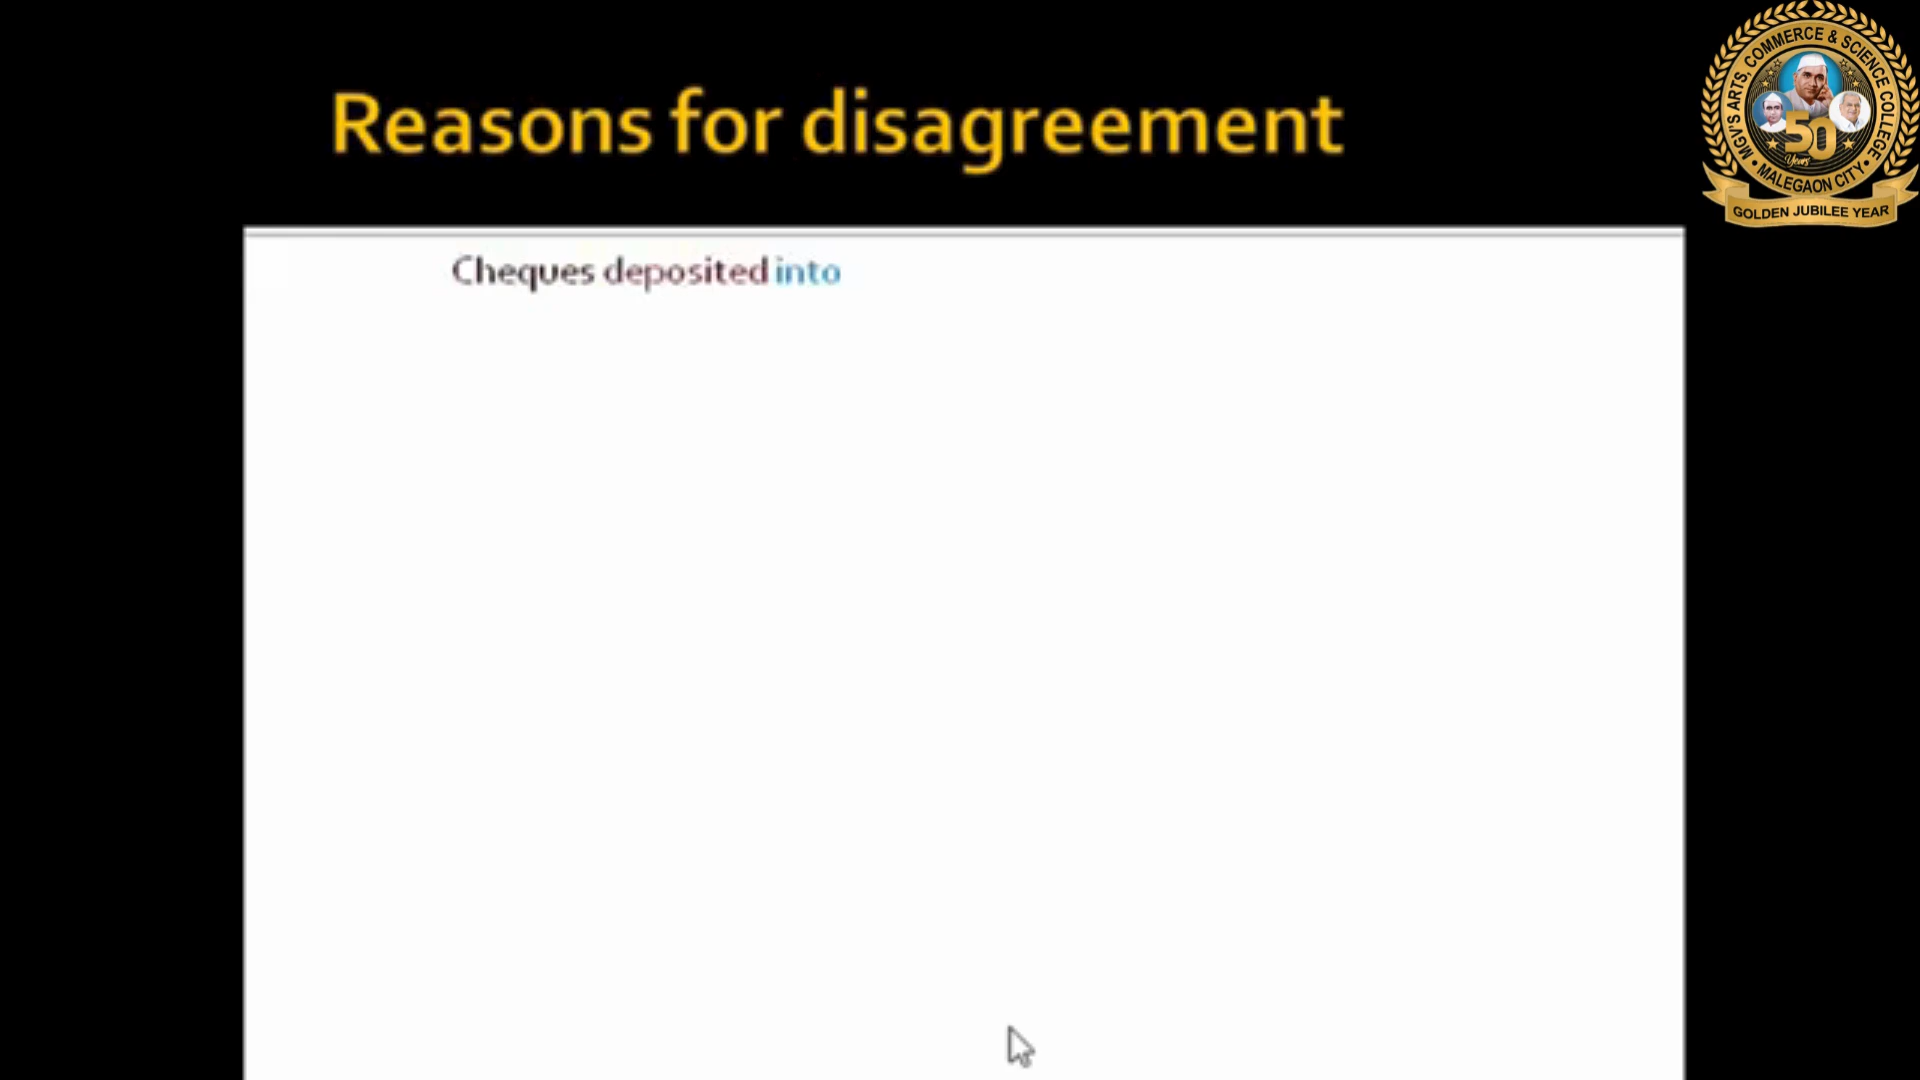 Reasons for disagreement
MGV'S ARTS, COMMERCE & SCIENCE COLLEGE
50
Years
• MALEGAON CITY •
GOLDEN JUBILEE YEAR
Cheques deposited into